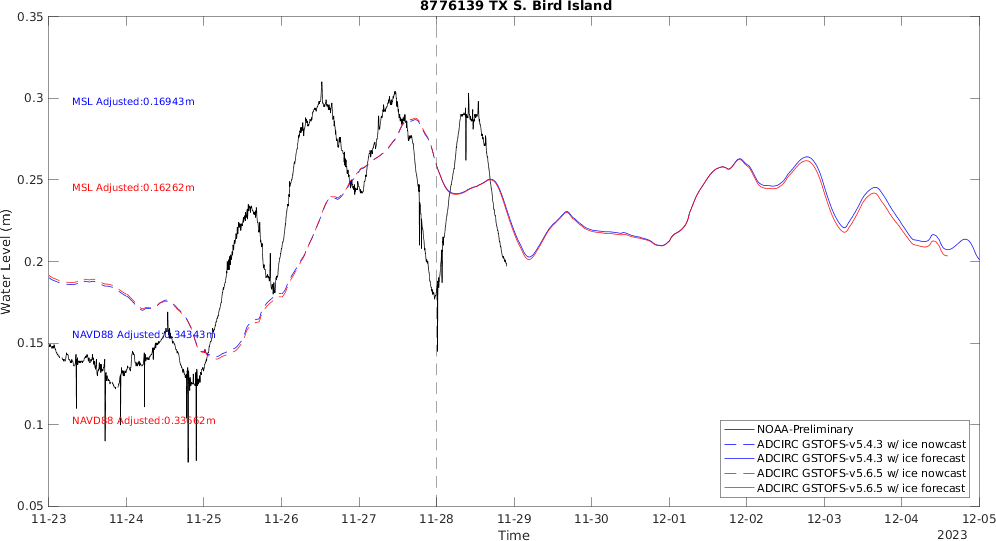 8776139 TX S. Bird Island
0.35
0.3
0.25
0.2
0.15
0.1
0.05
Water Level (m)
MSL Adjusted:0.16943m
MSL Adjusted:0.16262m
NAVD88 Adjusted:0.34343m
NAVD88 Adjusted:0.33662m
NOAA-Preliminary
ADCIRC GSTOFS-v5.4.3 w/ ice nowcast
ADCIRC GSTOFS-v5.4.3 w/ ice forecast
ADCIRC GSTOFS-v5.6.5 w/ ice nowcast
ADCIRC GSTOFS-v5.6.5 w/ ice forecast
11-23 11-24 11-25 11-26 11-27 11-28 11-29 11-30 12-01 12-02 12-03 12-04 12-05
Time
2023